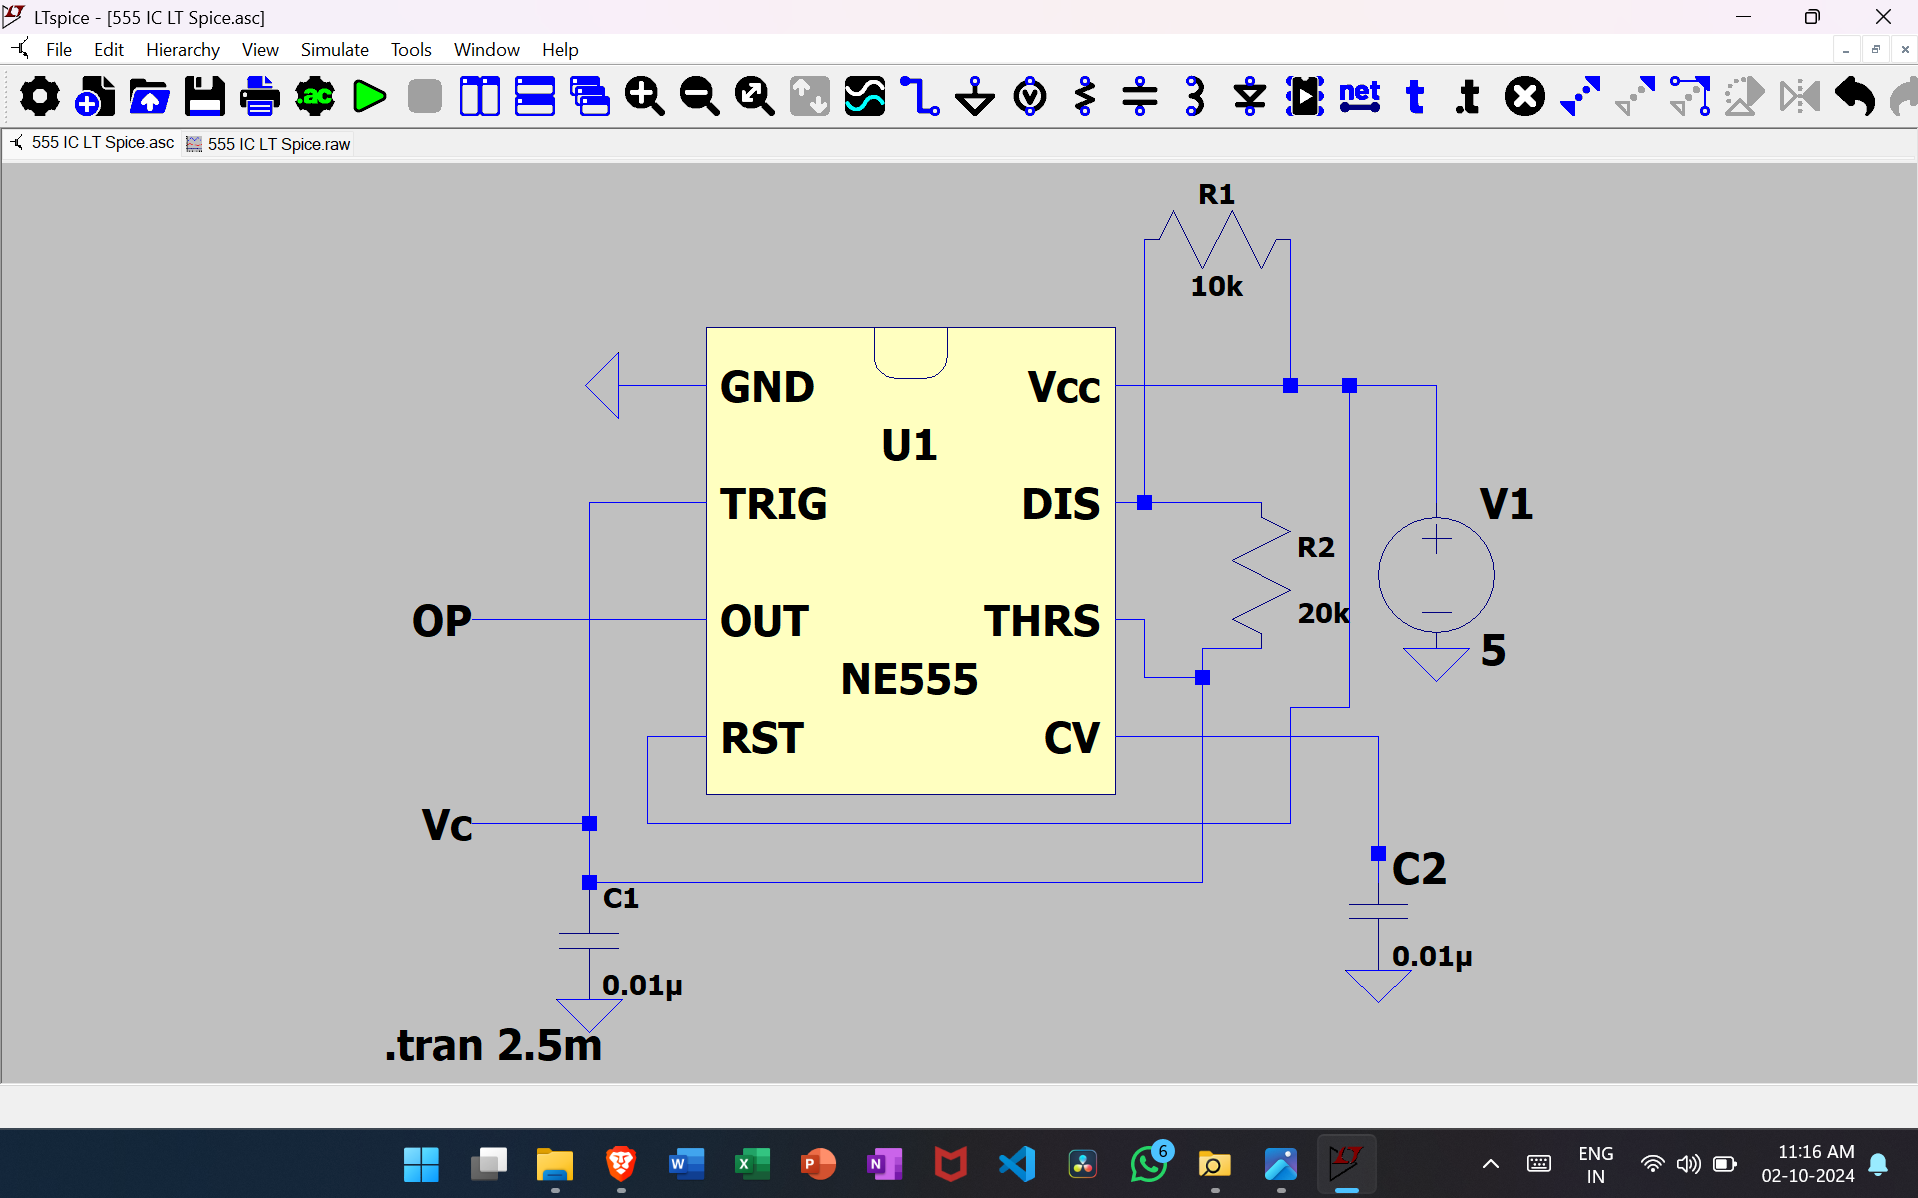 LTspice - [555 IC LT Spice.asc]
File Edit Hierarchy View Simulate Tools Window Help
.ac net t .t
555 IC LT Spice.asc 555 IC LT Spice.raw
R1
10k
GND Vcc
U1
TRIG DIS
V1
R2
20k
OP OUT THRS
5
NE555
RST CV
Vc
C2
C1
0.01µ
0.01µ
.tran 2.5m
6
W X P N LT
ENG
IN
11:16 AM
02-10-2024